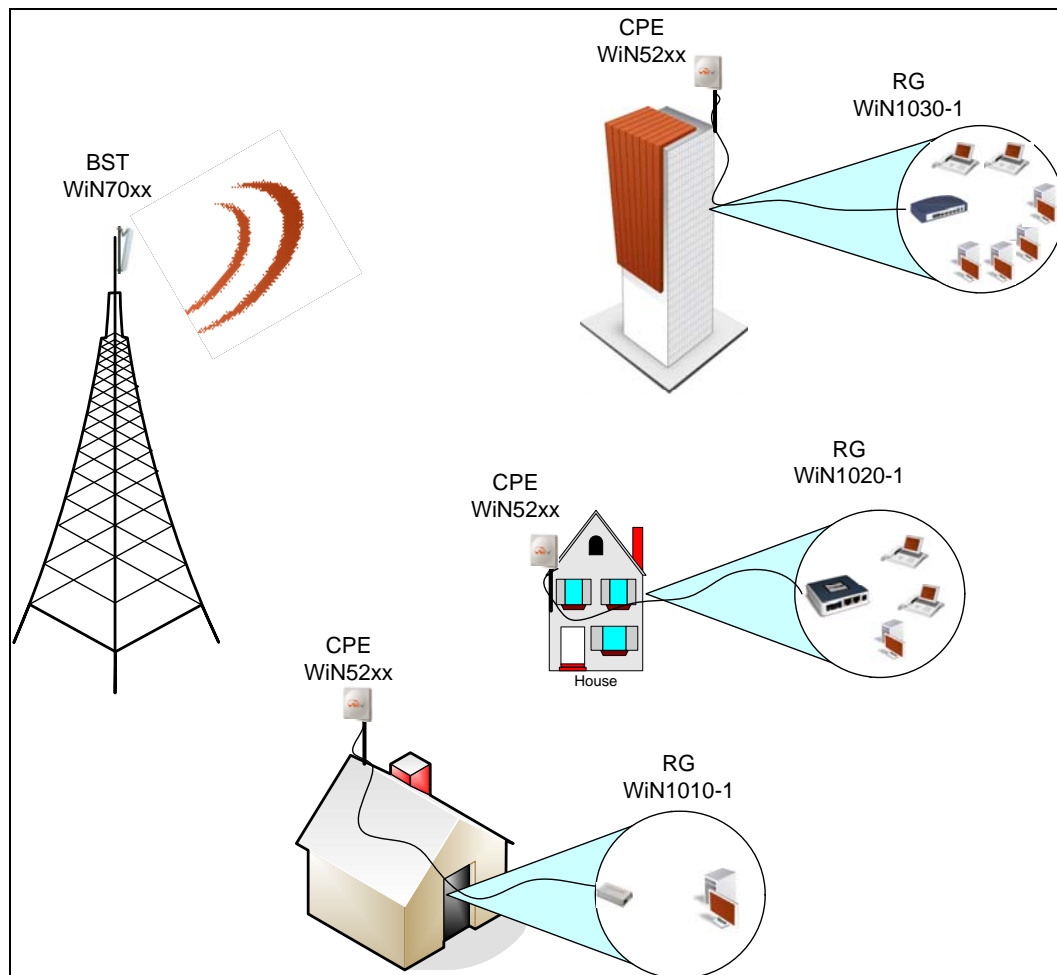 CPE
WiN52xx
RG
WiN1030-1
BST
WiN70xx
RG
WiN1020-1
CPE
WiN52xx
House
CPE
WiN52xx
RG
WiN1010-1